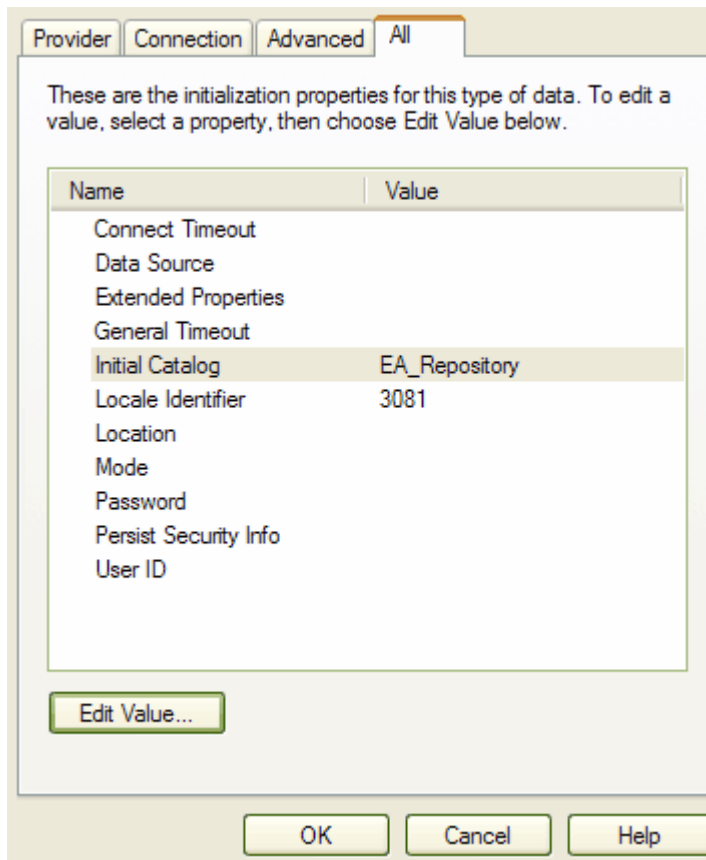 Provider Connection Advanced All
These are the initialization properties for this type of data. To edit a
value, select a property, then choose Edit Value below.
Name Value
Connect Timeout
Data Source
Extended Properties
General Timeout
Initial Catalog EA_Repository
Locale Identifier 3081
Location
Mode
Password
Persist Security Info
User ID
Edit Value...
OK Cancel Help